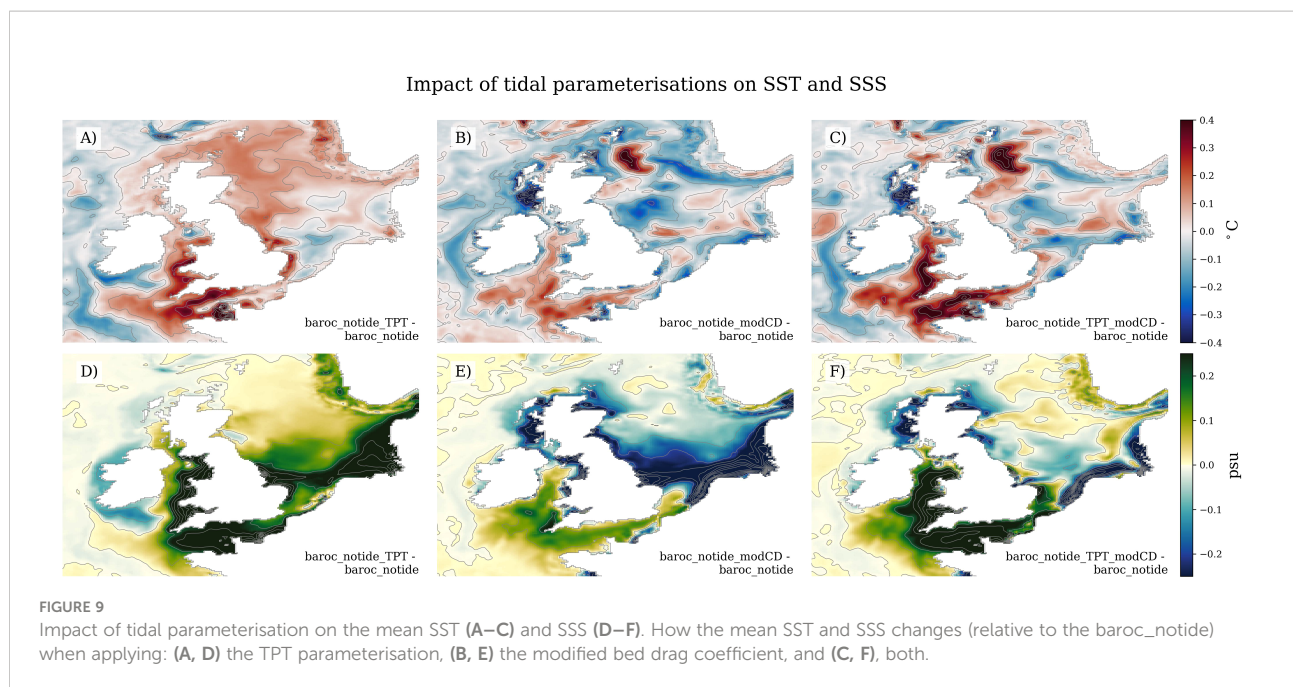 Impact of tidal parameterisations on SST and SSS
A)
baroc_notide_TPT -
baroc_notide
B)
baroc_notide_modCD -
baroc_notide
C)
baroc_notide_TPT_modCD -
baroc_notide
0.4
0.3
0.2
0.1
0.0
−0.1
−0.2
−0.3
−0.4
°C
D)
baroc_notide_TPT -
baroc_notide
E)
baroc_notide_modCD -
baroc_notide
F)
baroc_notide_TPT_modCD -
baroc_notide
0.2
0.1
0.0
−0.1
−0.2
psu
FIGURE 9
Impact of tidal parameterisation on the mean SST (A–C) and SSS (D–F). How the mean SST and SSS changes (relative to the baroc_notide)
when applying: (A, D) the TPT parameterisation, (B, E) the modified bed drag coefficient, and (C, F), both.